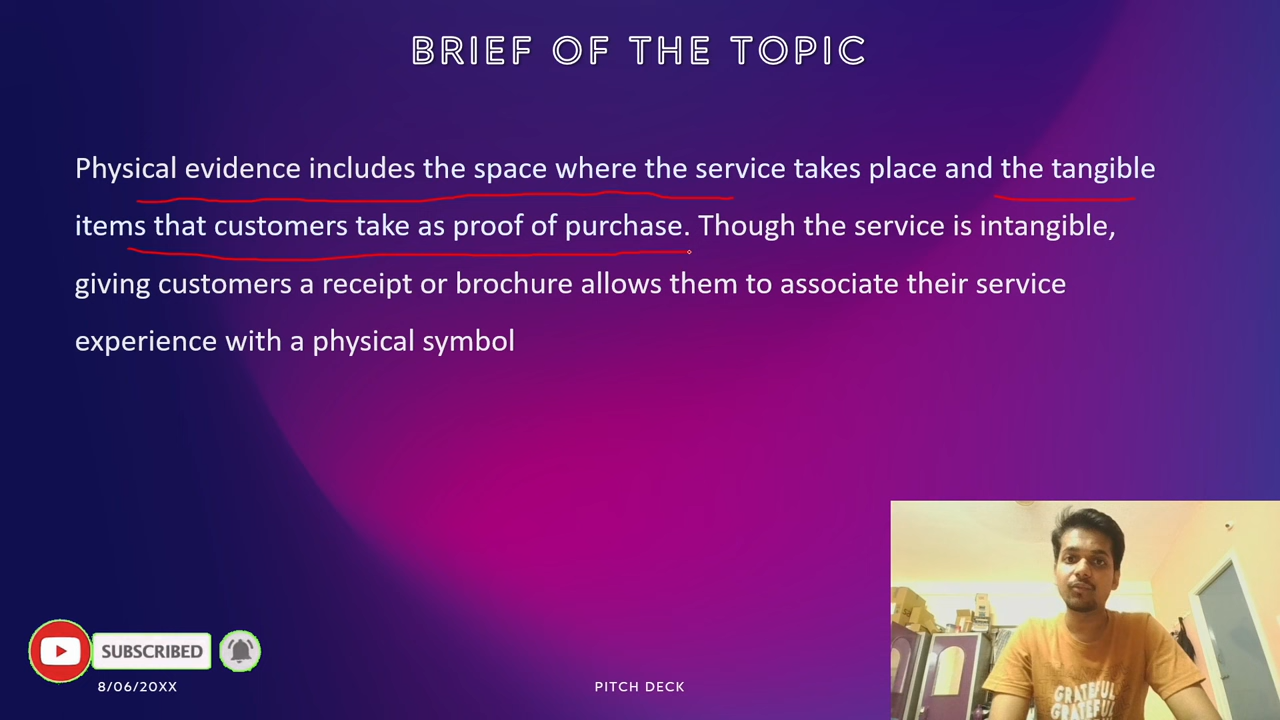 BRIEF OF THE TOPIC
Physical evidence includes the space where the service takes place and the tangible
items that customers take as proof of purchase. Though the service is intangible,
giving customers a receipt or brochure allows them to associate their service
experience with a physical symbol
SUBSCRIBED
8/06/20XX
PITCH DECK
GRATEFUL
GRATEFUL